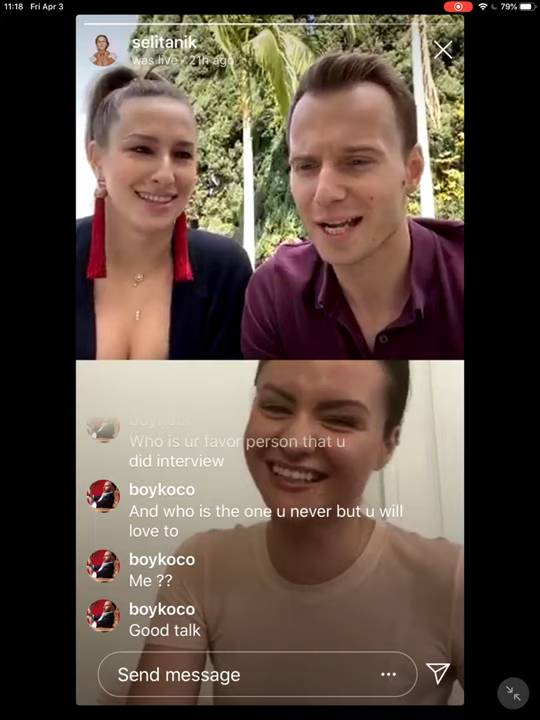 11:18 Fri Apr 3
79%
selitanik
was live · 21h ago
boykoco
Who is ur favor person that u
did interview
boykoco
And who is the one u never but u will
love to
boykoco
Me ??
boykoco
Good talk
Send message